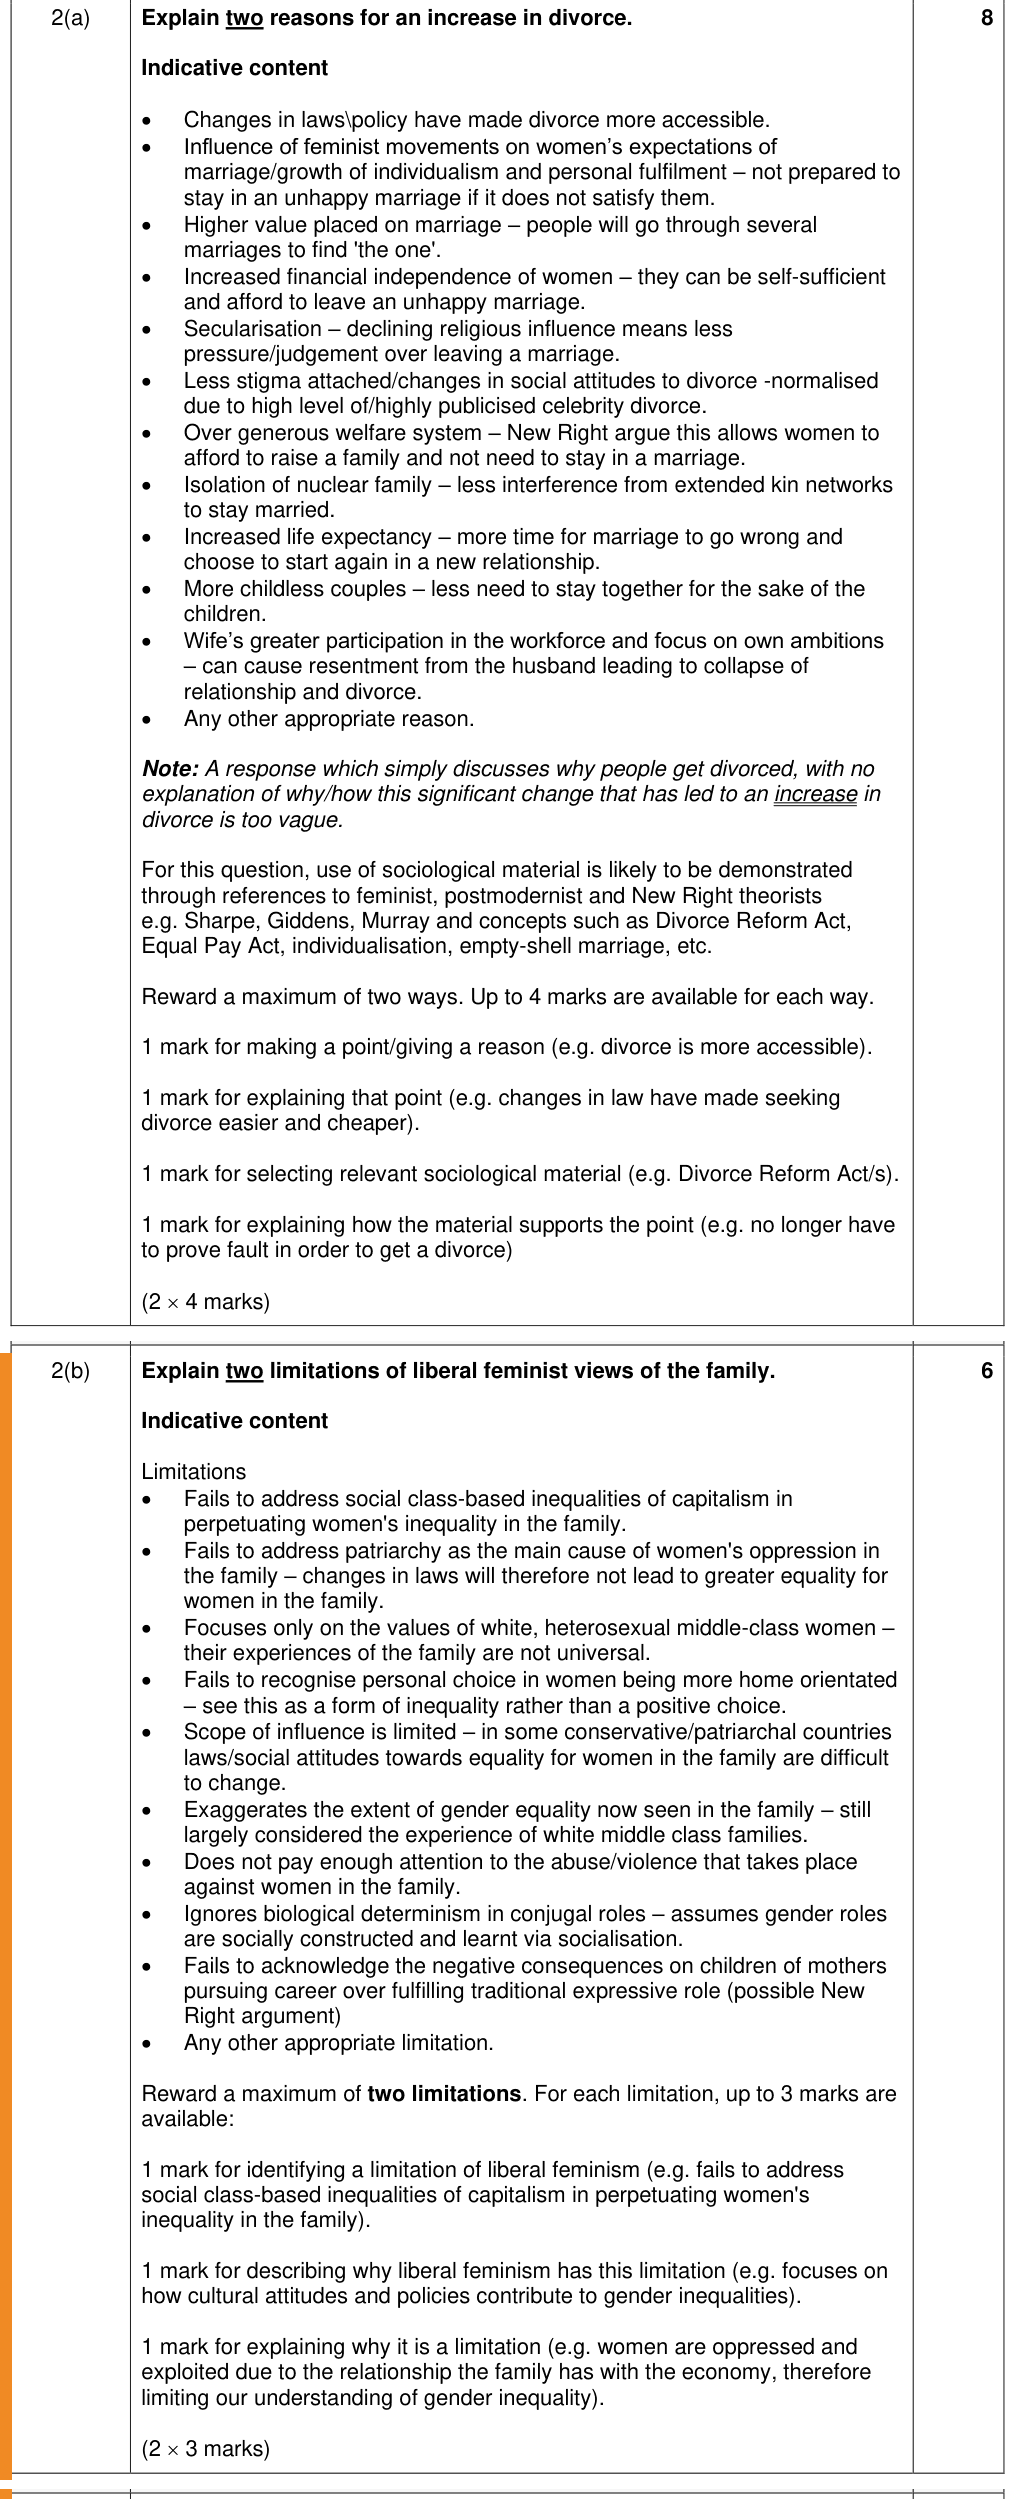 2(a) Explain two reasons for an increase in divorce. 8
Indicative content
• Changes in laws\policy have made divorce more accessible.
• Influence of feminist movements on women’s expectations of
marriage/growth of individualism and personal fulfilment – not prepared to
stay in an unhappy marriage if it does not satisfy them.
• Higher value placed on marriage – people will go through several
marriages to find 'the one'.
• Increased financial independence of women – they can be self-sufficient
and afford to leave an unhappy marriage.
• Secularisation – declining religious influence means less
pressure/judgement over leaving a marriage.
• Less stigma attached/changes in social attitudes to divorce -normalised
due to high level of/highly publicised celebrity divorce.
• Over generous welfare system – New Right argue this allows women to
afford to raise a family and not need to stay in a marriage.
• Isolation of nuclear family – less interference from extended kin networks
to stay married.
• Increased life expectancy – more time for marriage to go wrong and
choose to start again in a new relationship.
• More childless couples – less need to stay together for the sake of the
children.
• Wife’s greater participation in the workforce and focus on own ambitions
– can cause resentment from the husband leading to collapse of
relationship and divorce.
• Any other appropriate reason.
Note: A response which simply discusses why people get divorced, with no
explanation of why/how this significant change that has led to an increase in
divorce is too vague.
For this question, use of sociological material is likely to be demonstrated
through references to feminist, postmodernist and New Right theorists
e.g. Sharpe, Giddens, Murray and concepts such as Divorce Reform Act,
Equal Pay Act, individualisation, empty-shell marriage, etc.
Reward a maximum of two ways. Up to 4 marks are available for each way.
1 mark for making a point/giving a reason (e.g. divorce is more accessible).
1 mark for explaining that point (e.g. changes in law have made seeking
divorce easier and cheaper).
1 mark for selecting relevant sociological material (e.g. Divorce Reform Act/s).
1 mark for explaining how the material supports the point (e.g. no longer have
to prove fault in order to get a divorce)
(2 × 4 marks)
2(b) Explain two limitations of liberal feminist views of the family. 6
Indicative content
Limitations
• Fails to address social class-based inequalities of capitalism in
perpetuating women's inequality in the family.
• Fails to address patriarchy as the main cause of women's oppression in
the family – changes in laws will therefore not lead to greater equality for
women in the family.
• Focuses only on the values of white, heterosexual middle-class women –
their experiences of the family are not universal.
• Fails to recognise personal choice in women being more home orientated
– see this as a form of inequality rather than a positive choice.
• Scope of influence is limited – in some conservative/patriarchal countries
laws/social attitudes towards equality for women in the family are difficult
to change.
• Exaggerates the extent of gender equality now seen in the family – still
largely considered the experience of white middle class families.
• Does not pay enough attention to the abuse/violence that takes place
against women in the family.
• Ignores biological determinism in conjugal roles – assumes gender roles
are socially constructed and learnt via socialisation.
• Fails to acknowledge the negative consequences on children of mothers
pursuing career over fulfilling traditional expressive role (possible New
Right argument)
• Any other appropriate limitation.
Reward a maximum of two limitations. For each limitation, up to 3 marks are
available:
1 mark for identifying a limitation of liberal feminism (e.g. fails to address
social class-based inequalities of capitalism in perpetuating women's
inequality in the family).
1 mark for describing why liberal feminism has this limitation (e.g. focuses on
how cultural attitudes and policies contribute to gender inequalities).
1 mark for explaining why it is a limitation (e.g. women are oppressed and
exploited due to the relationship the family has with the economy, therefore
limiting our understanding of gender inequality).
(2 × 3 marks)